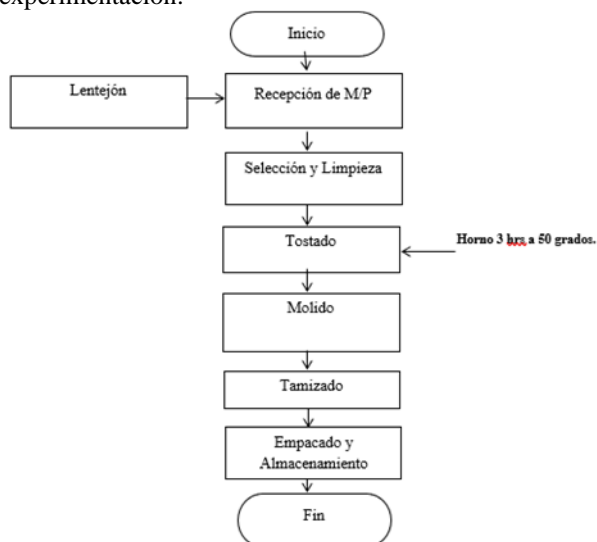 experimentación.
Inicio
Lentejón
Recepción de M/P
Selección y Limpieza
Tostado
Horno 3 hrs a 50 grados.
Molido
Tamizado
Empacado y
Almacenamiento
Fin